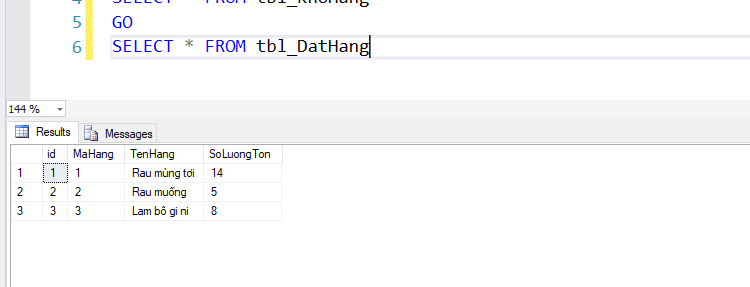 4 SELECT * FROM tbl_KhoHang
5 GO
6 SELECT * FROM tbl_DatHang
144 %
Results Messages
id MaHang TenHang SoLuongTon
1 1 1 Rau mùng tơi 14
2 2 2 Rau muống 5
3 3 3 Lam bô gi ni 8